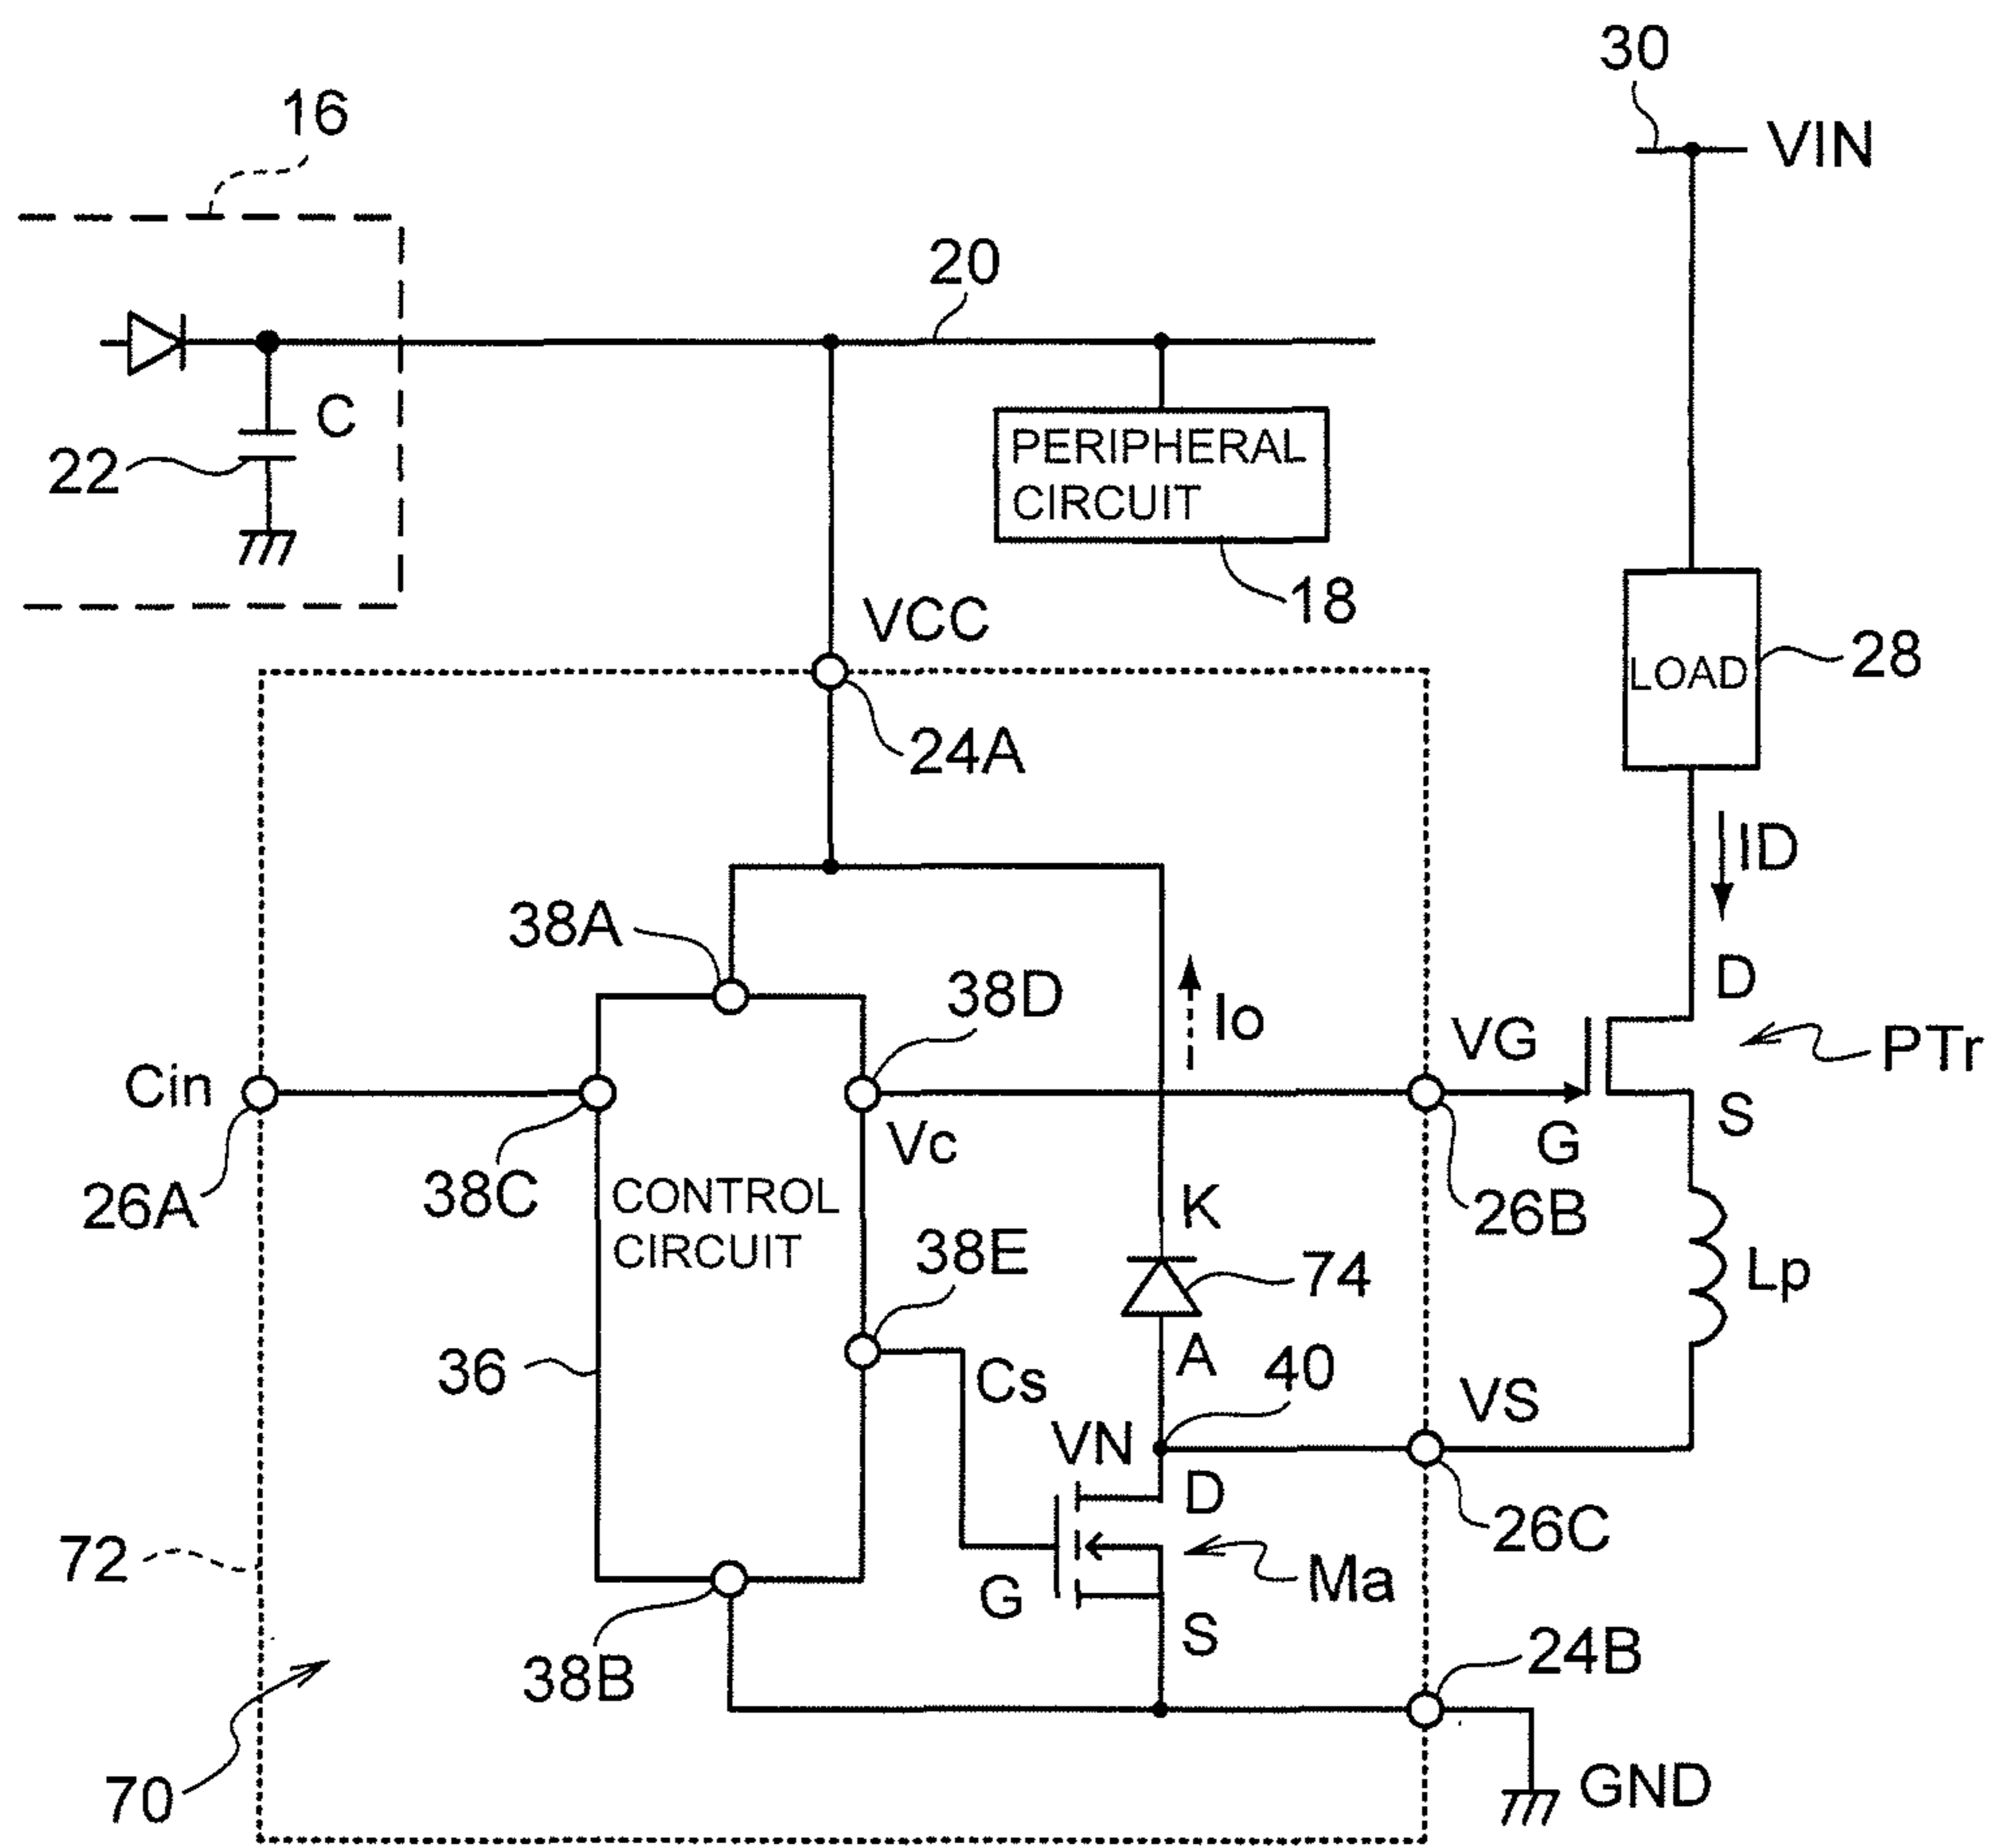 30
VIN
16
20
C
22
PERIPHERAL
CIRCUIT
18
VCC
LOAD
28
24A
ID
38A
38D
Io
D
VG
PTr
Cin
S
Vc
G
26A
38C
CONTROL
CIRCUIT
K
26B
38E
74
Lp
A
40
36
Cs
VS
VN
D
26C
72
G
Ma
S
38B
24B
70
GND